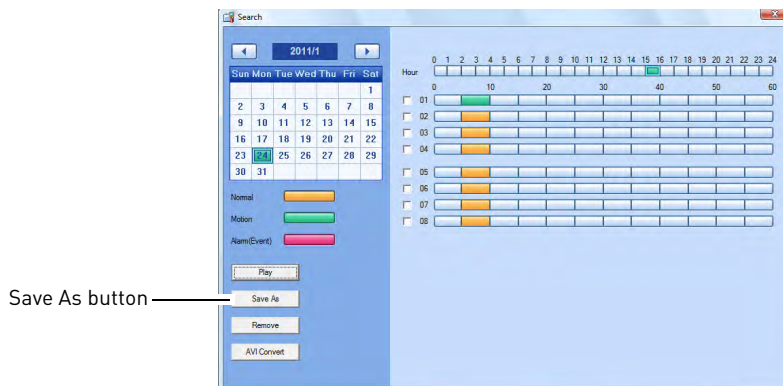 Search
2011/1
Sun Mon Tue Wed Thu Fri Sat
1
2 3 4 5 6 7 8
9 10 11 12 13 14 15
16 17 18 19 20 21 22
23 24 25 26 27 28 29
30 31
Normal
Motion
Alarm(Event)
Play
Save As button
Save As
Remove
AVI Convert
0 1 2 3 4 5 6 7 8 9 10 11 12 13 14 15 16 17 18 19 20 21 22 23 24
Hour
0 10 20 30 40 50 60
01
02
03
04
05
06
07
08